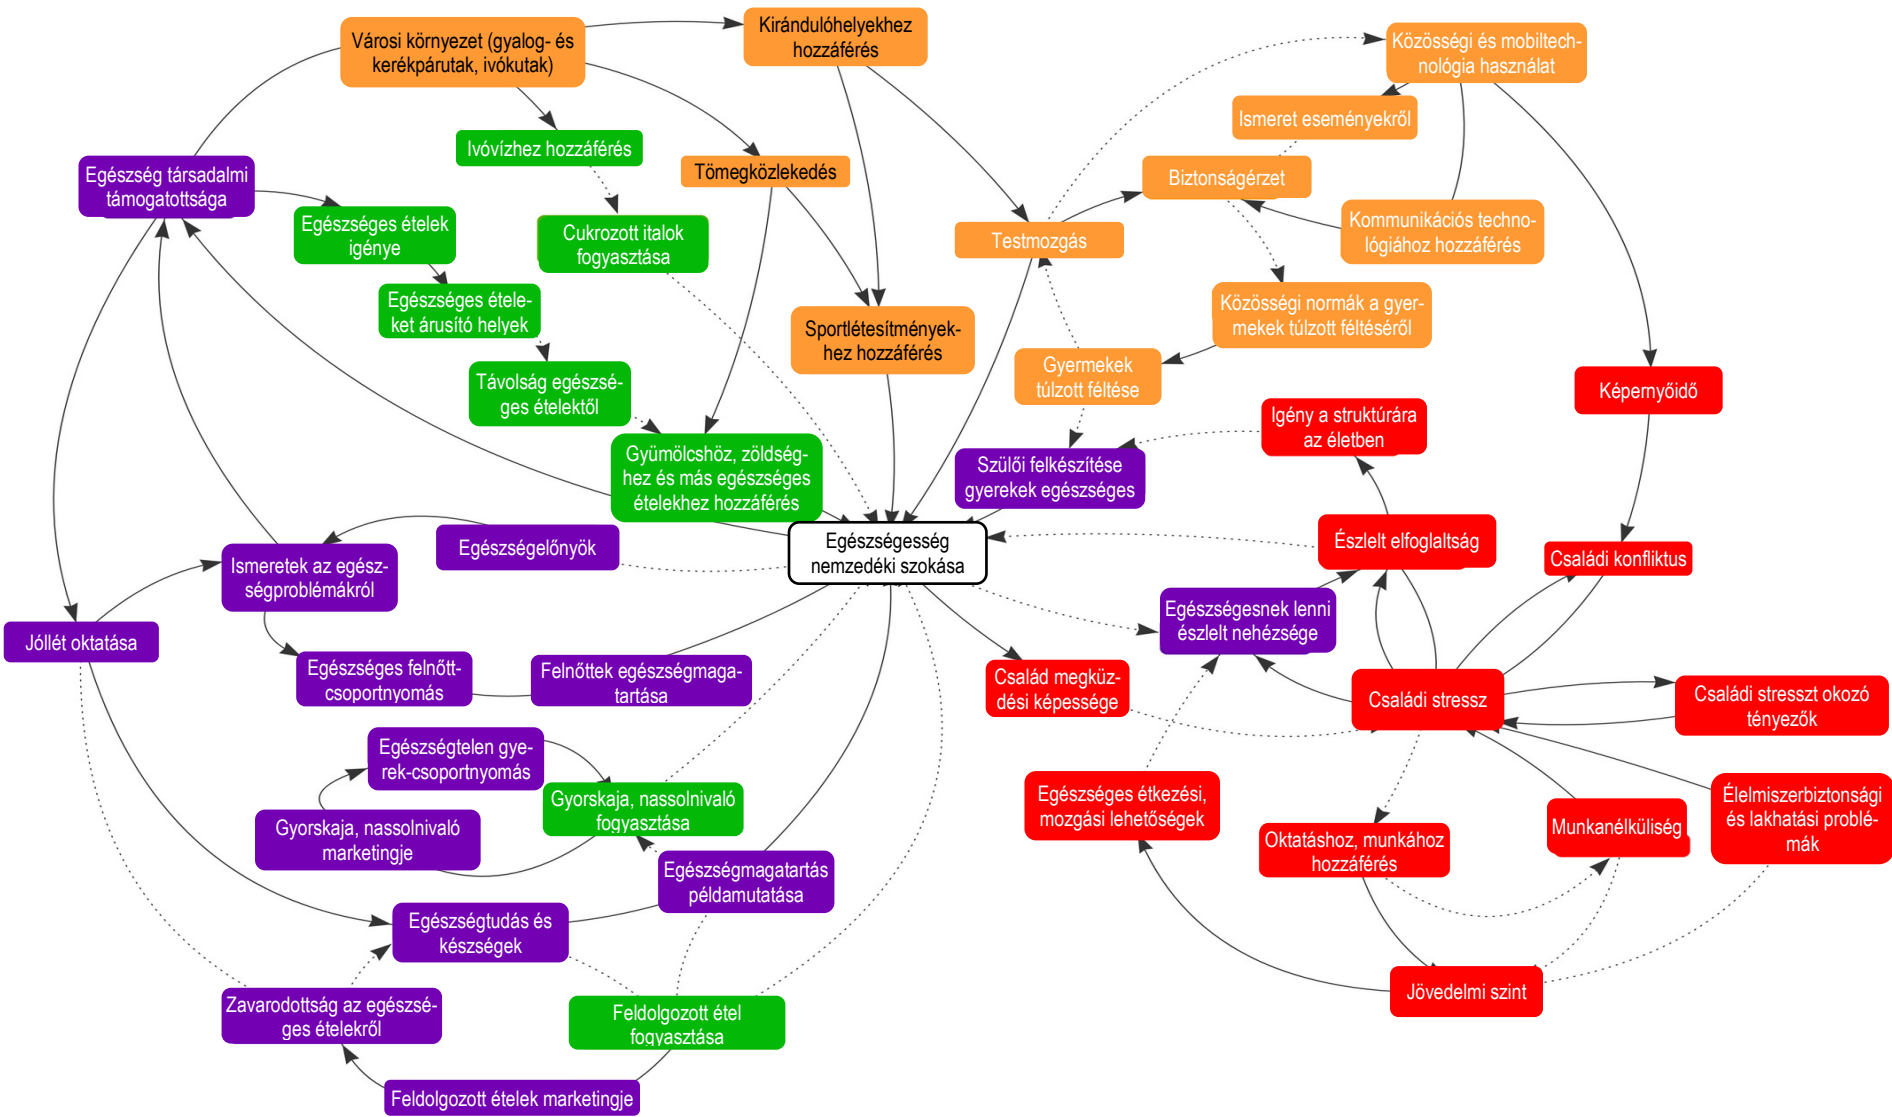 Városi környezet (gyalog- és
kerékpárutak, ivókutak)
Kirándulóhelyekhez
hozzáférés
Közösségi és mobiltech-
nológia használat
Ismeret eseményekről
Ivóvízhez hozzáférés
Tömegközlekedés
Biztonságérzet
Egészség társadalmi
támogatottsága
Egészséges ételek
igénye
Cukrozott italok
fogyasztása
Testmozgás
Kommunikációs techno-
lógiához hozzáférés
Egészséges étele-
ket árusító helyek
Sportlétesítmények-
hez hozzáférés
Közösségi normák a gyer-
mekek túlzott féltéséről
Távolság egészsé-
ges ételektől
Gyermekek
túlzott féltése
Képernyőidő
Igény a struktúrára
az életben
Gyümölcshöz, zöldség-
hez és más egészséges
ételekhez hozzáférés
Szülői felkészítése
gyerekek egészséges
Egészségelőnyök
Egészségesség
nemzedéki szokása
Észlelt elfoglaltság
Családi konfliktus
Ismeretek az egész-
ségproblémákról
Egészségesnek lenni
észlelt nehézsége
Jóllét oktatása
Egészséges felnőtt-
csoportnyomás
Felnőttek egészségmaga-
tartása
Család megküz-
dési képessége
Családi stressz
Családi stresszt okozó
tényezők
Egészségtelen gye-
rek-csoportnyomás
Gyorskaja, nassolnivaló
fogyasztása
Gyorskaja, nassolnivaló
marketingje
Egészséges étkezési,
mozgási lehetőségek
Oktatáshoz, munkához
hozzáférés
Munkanélküliség
Élelmiszerbiztonsági
és lakhatási problé-
mák
Egészségmagatartás
példamutatása
Egészségtudás és
készségek
Jövedelmi szint
Zavarodottság az egészsé-
ges ételekről
Feldolgozott étel
fogyasztása
Feldolgozott ételek marketingje